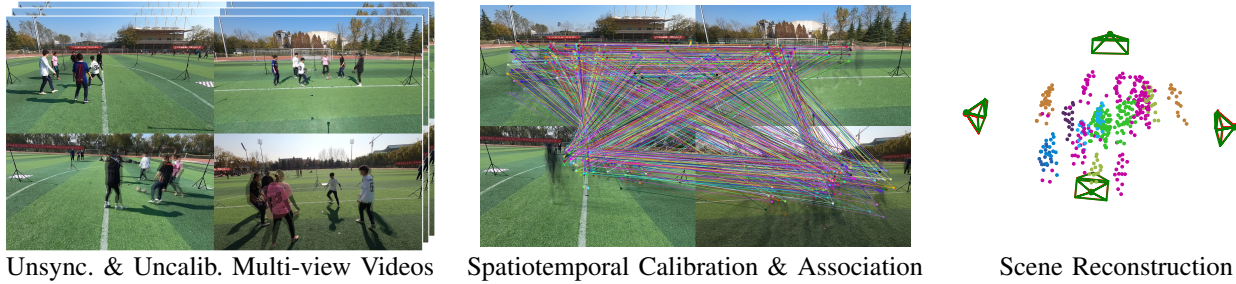 Unsync. & Uncalib. Multi-view Videos
Spatiotemporal Calibration & Association
Scene Reconstruction